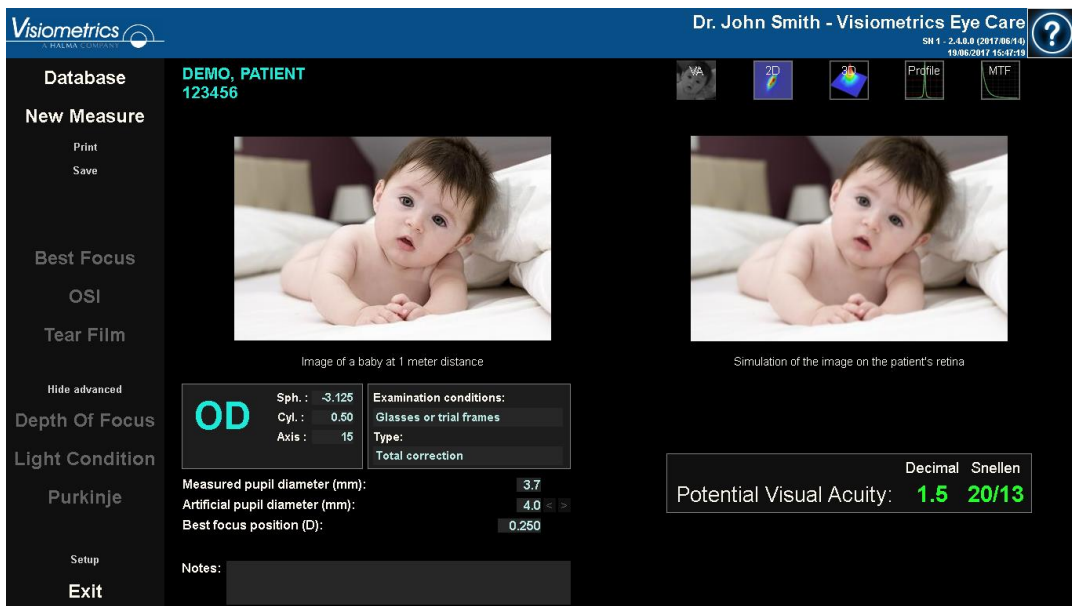 Visiometrics
A HALMA COMPANY
Dr. John Smith - Visiometrics Eye Care
SN 1 - 2.4.0.0 (2017/06/14)
19/06/2017 15:47:19
?
Database
New Measure
Print
Save
Best Focus
OSI
Tear Film
Hide advanced
Depth Of Focus
Light Condition
Purkinje
Setup
Exit
DEMO, PATIENT
123456
VA 2D 3D Profile MTF
Image of a baby at 1 meter distance
Simulation of the image on the patient's retina
OD
Sph. : -3.125
Cyl. : 0.50
Axis : 15
Examination conditions:
Glasses or trial frames
Type:
Total correction
Measured pupil diameter (mm): 3.7
Artificial pupil diameter (mm): 4.0 < >
Best focus position (D): 0.250
Decimal Snellen
Potential Visual Acuity: 1.5 20/13
Notes: